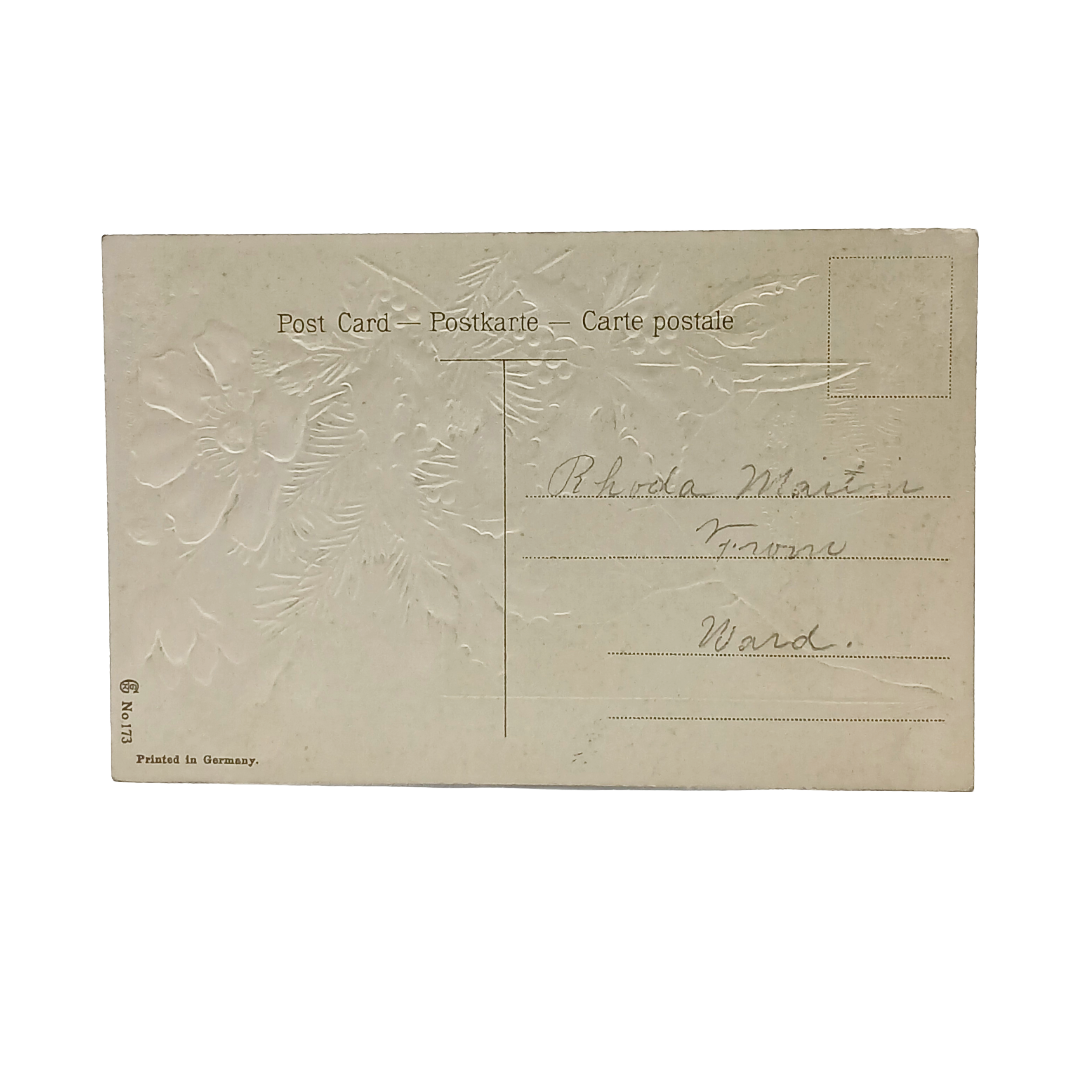 Post Card — Postkarte — Carte postale
Rhoda Martin
From
Ward.
No. 173
Printed in Germany.